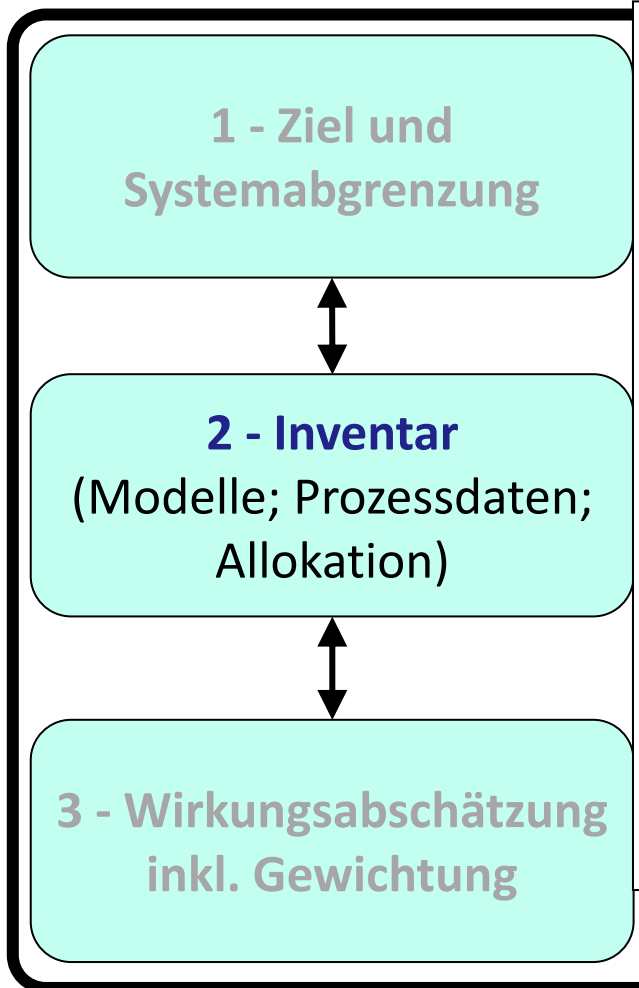 1 - Ziel und
Systemabgrenzung
2 - Inventar
(Modelle; Prozessdaten;
Allokation)
3 - Wirkungsabschätzung
inkl. Gewichtung